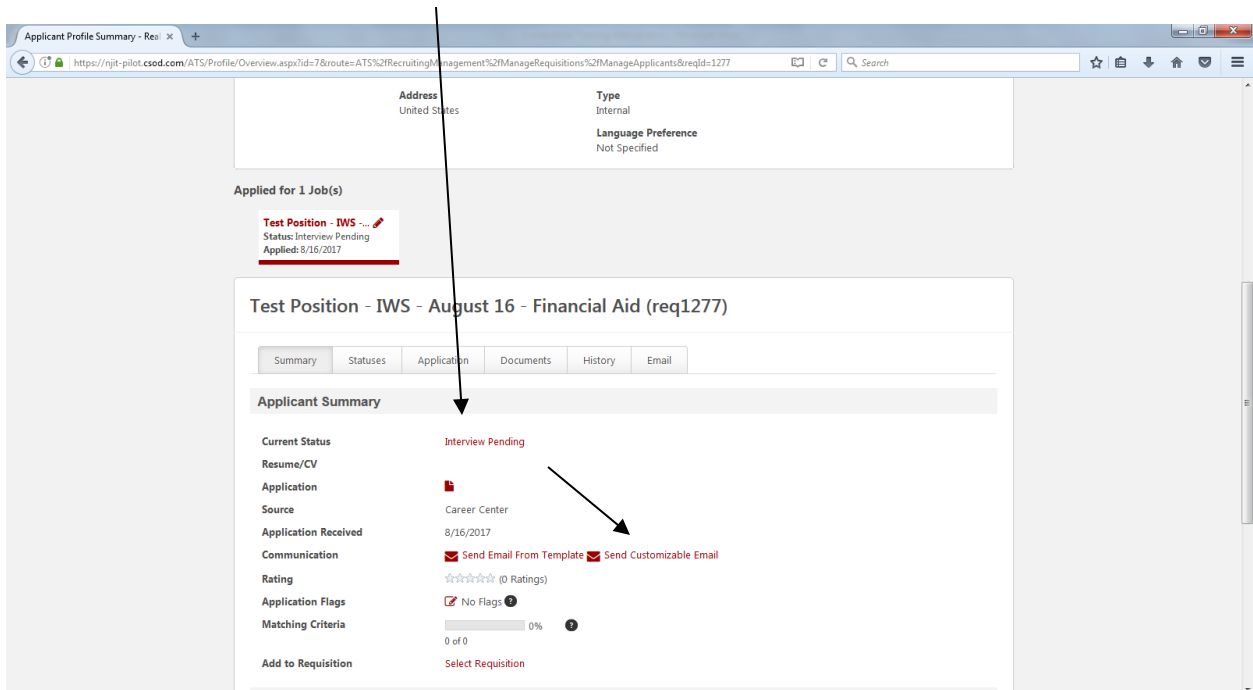 Applicant Profile Summary - Real × +
https://njit-pilot.csod.com/ATS/Profile/Overview.aspx?id=7&route=ATS%2fRecruitingManagement%2fManageRequisitions%2fManageApplicants&reqId=1277 Search
Address Type
United States Internal
Language Preference
Not Specified
Applied for 1 Job(s)
Test Position - IWS -...
Status: Interview Pending
Applied: 8/16/2017
Test Position - IWS - August 16 - Financial Aid (req1277)
Summary Statuses Application Documents History Email
Applicant Summary
Current Status Interview Pending
Resume/CV
Application
Source Career Center
Application Received 8/16/2017
Communication Send Email From Template Send Customizable Email
Rating (0 Ratings)
Application Flags No Flags ?
Matching Criteria 0% ?
0 of 0
Add to Requisition Select Requisition